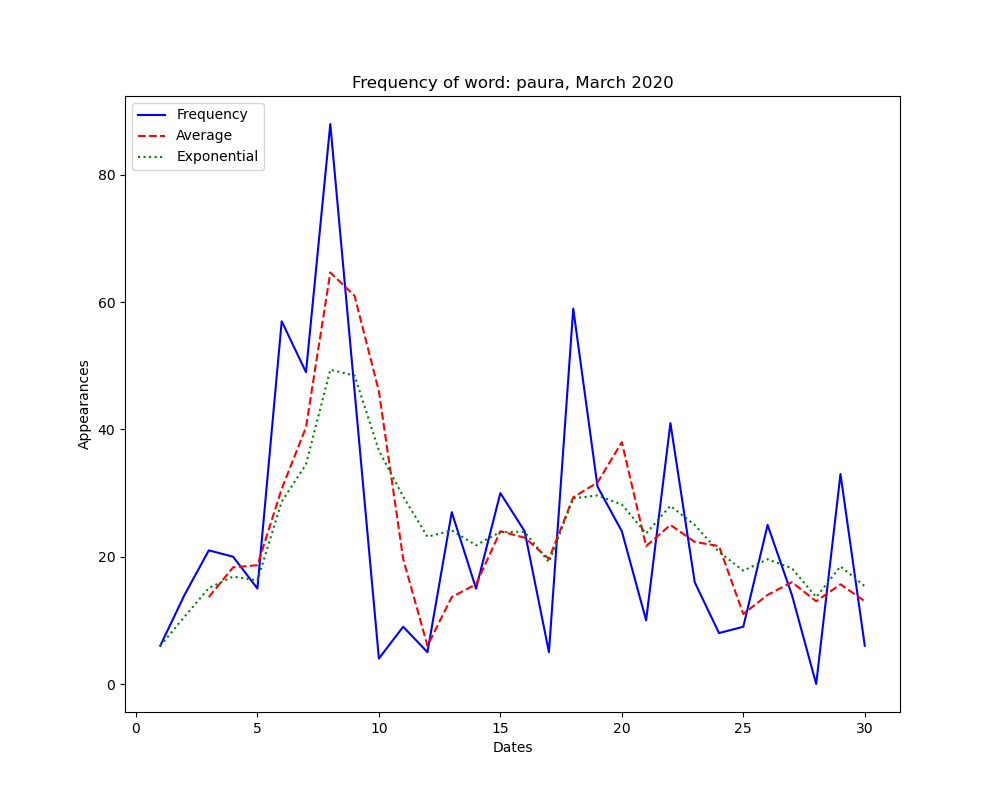 Frequency of word: paura, March 2020
Frequency
Average
Exponential
80
60
40
20
0
Appearances
0 5 10 15 20 25 30
Dates